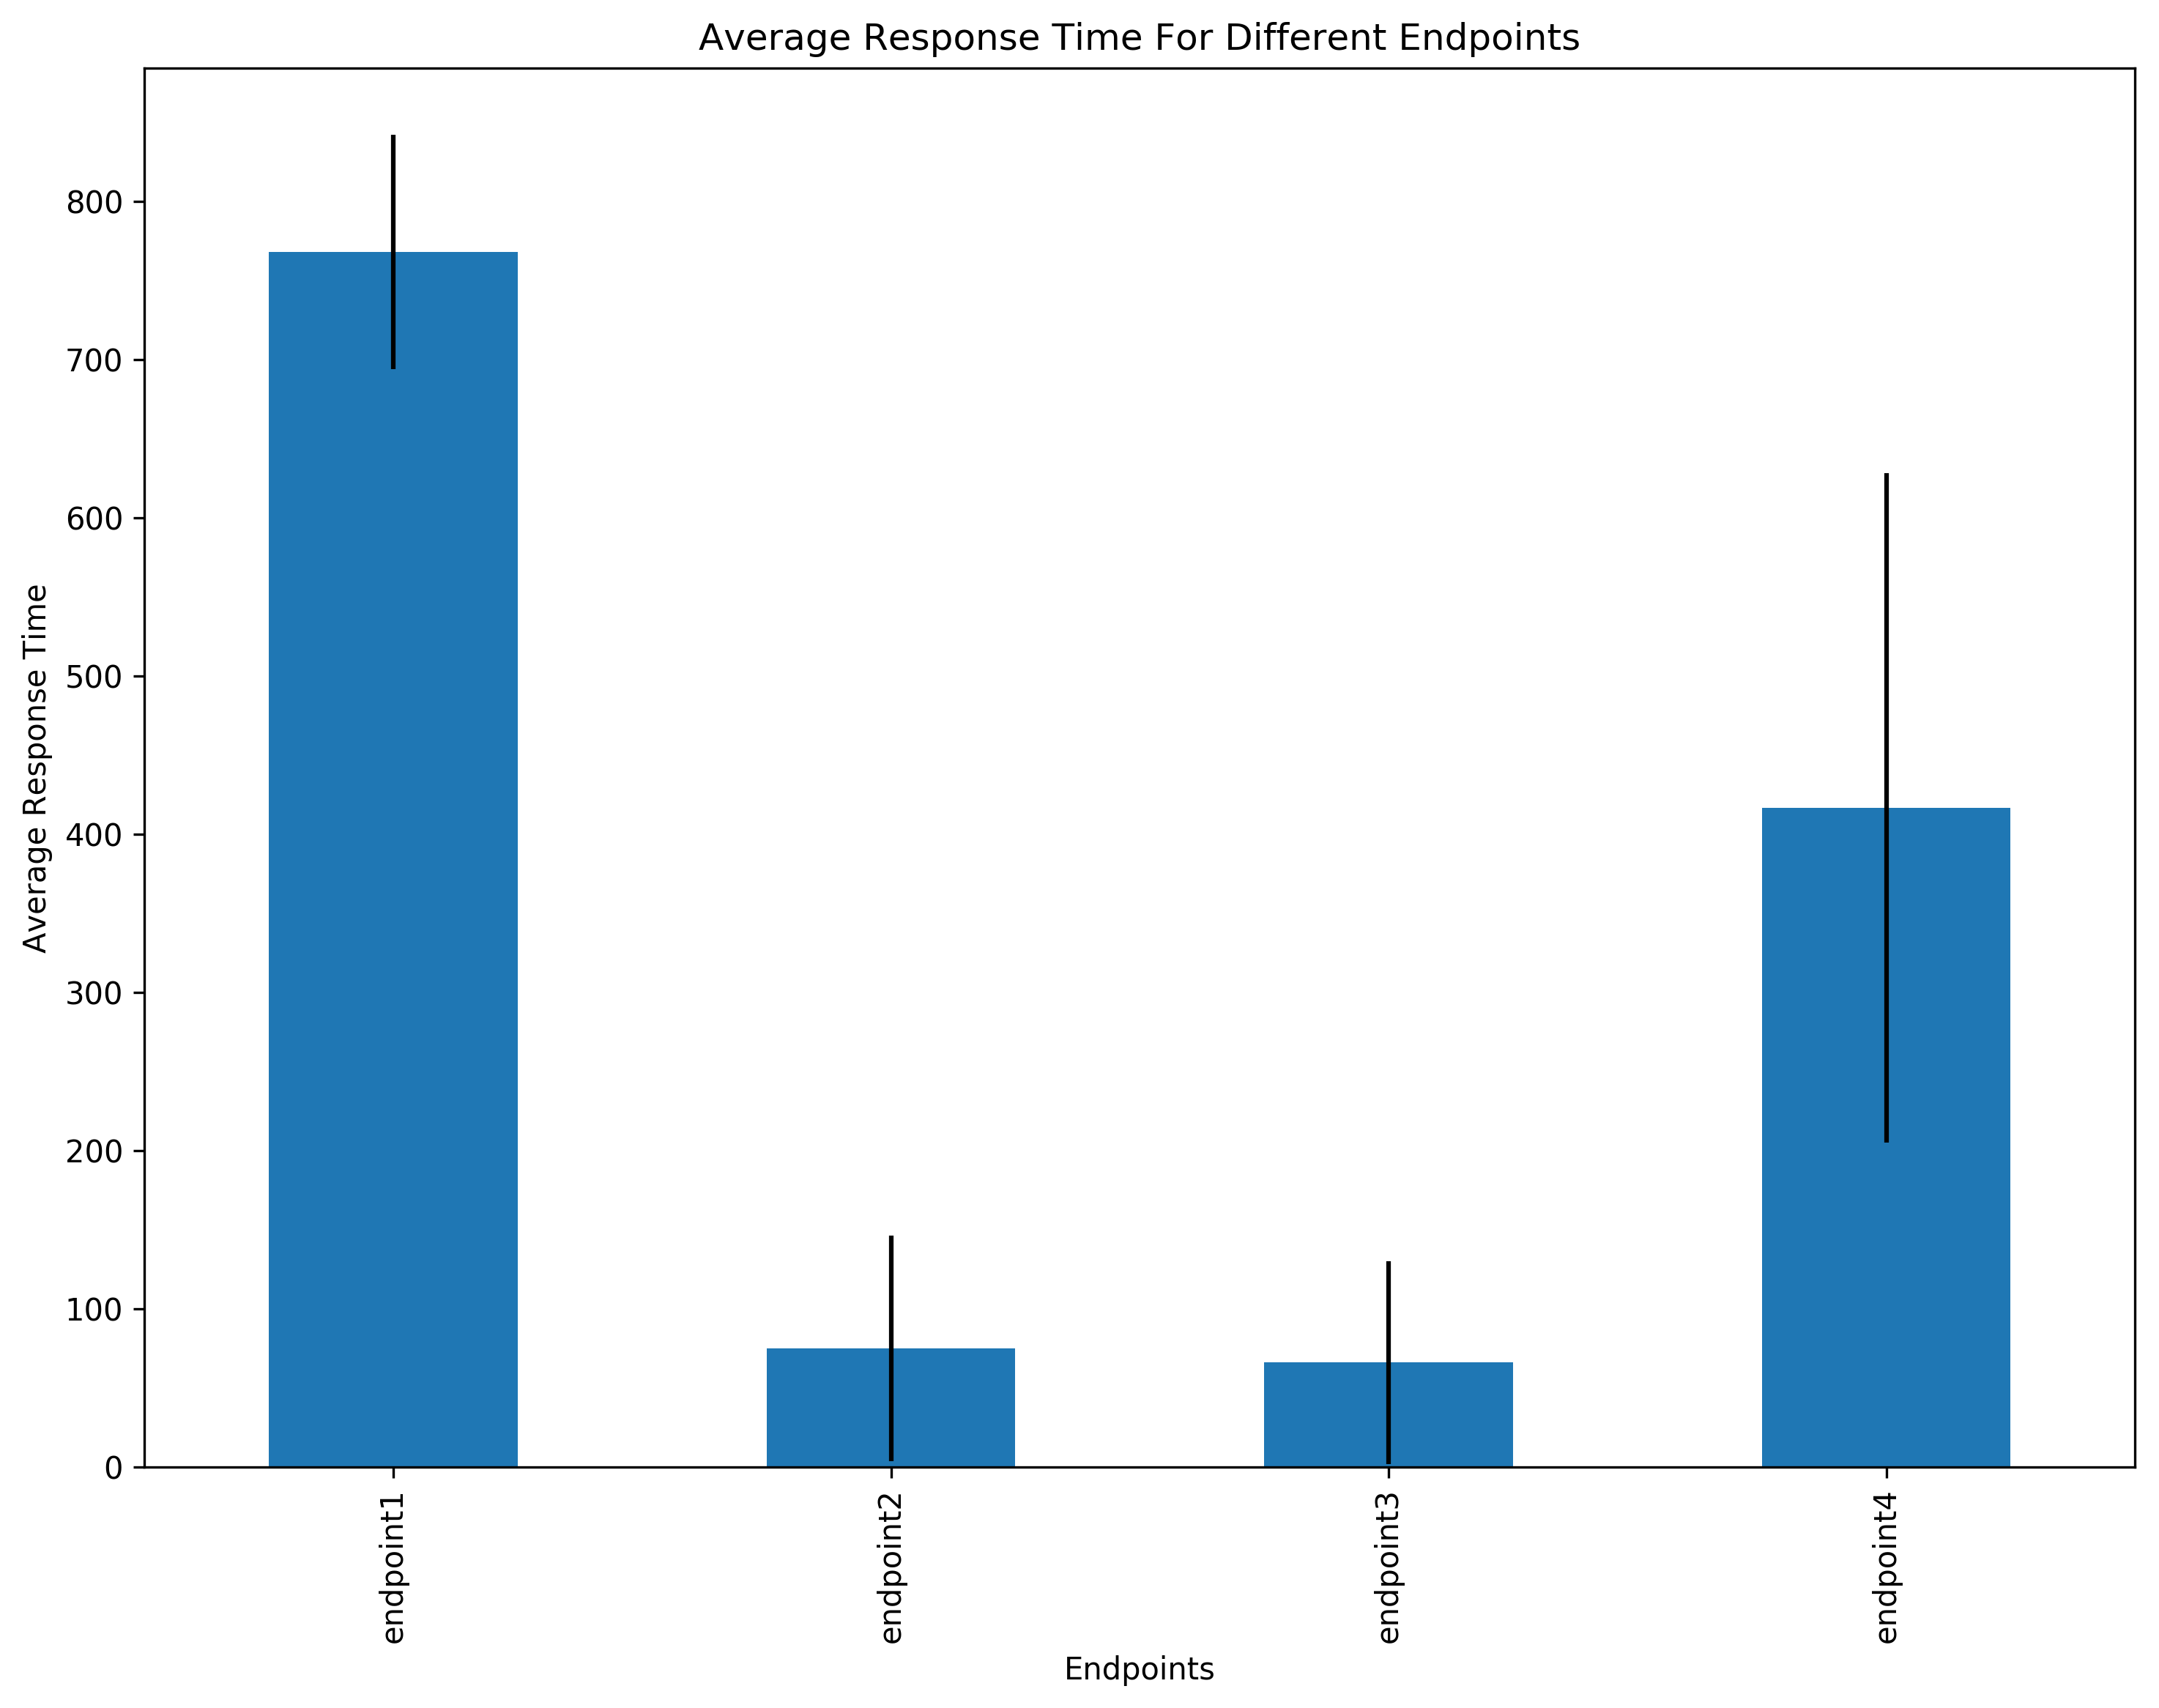 Average Response Time For Different Endpoints
Average Response Time
800
700
600
500
400
300
200
100
0
endpoint1
endpoint2
endpoint3
endpoint4
Endpoints